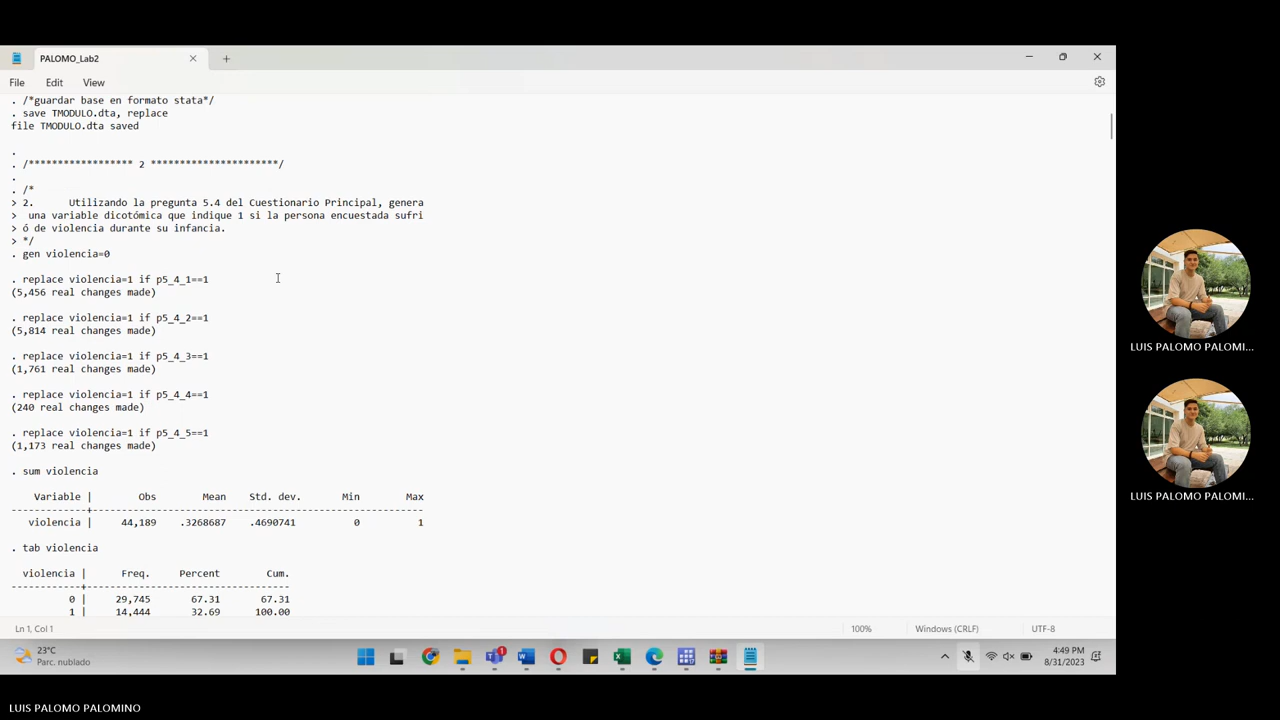 PALOMO_Lab2
File Edit View
. /*guardar base en formato stata*/
. save TMODULO.dta, replace
file TMODULO.dta saved
.
. /****************** 2 **********************/
.
. /*
> 2. Utilizando la pregunta 5.4 del Cuestionario Principal, genera
> una variable dicotómica que indique 1 si la persona encuestada sufri
> ó de violencia durante su infancia.
> */
. gen violencia=0
. replace violencia=1 if p5_4_1==1
(5,456 real changes made)
. replace violencia=1 if p5_4_2==1
(5,814 real changes made)
. replace violencia=1 if p5_4_3==1
(1,761 real changes made)
. replace violencia=1 if p5_4_4==1
(240 real changes made)
. replace violencia=1 if p5_4_5==1
(1,173 real changes made)
. sum violencia
Variable | Obs Mean Std. dev. Min Max
-------------+---------------------------------------------------------
violencia | 44,189 .3268687 .4690741 0 1
. tab violencia
violencia | Freq. Percent Cum.
------------+-----------------------------------
0 | 29,745 67.31 67.31
1 | 14,444 32.69 100.00
Ln 1, Col 1 100% Windows (CRLF) UTF-8
23°C
Parc. nublado
1
4:49 PM
8/31/2023
LUIS PALOMO PALOMI...
LUIS PALOMO PALOMI...
LUIS PALOMO PALOMINO